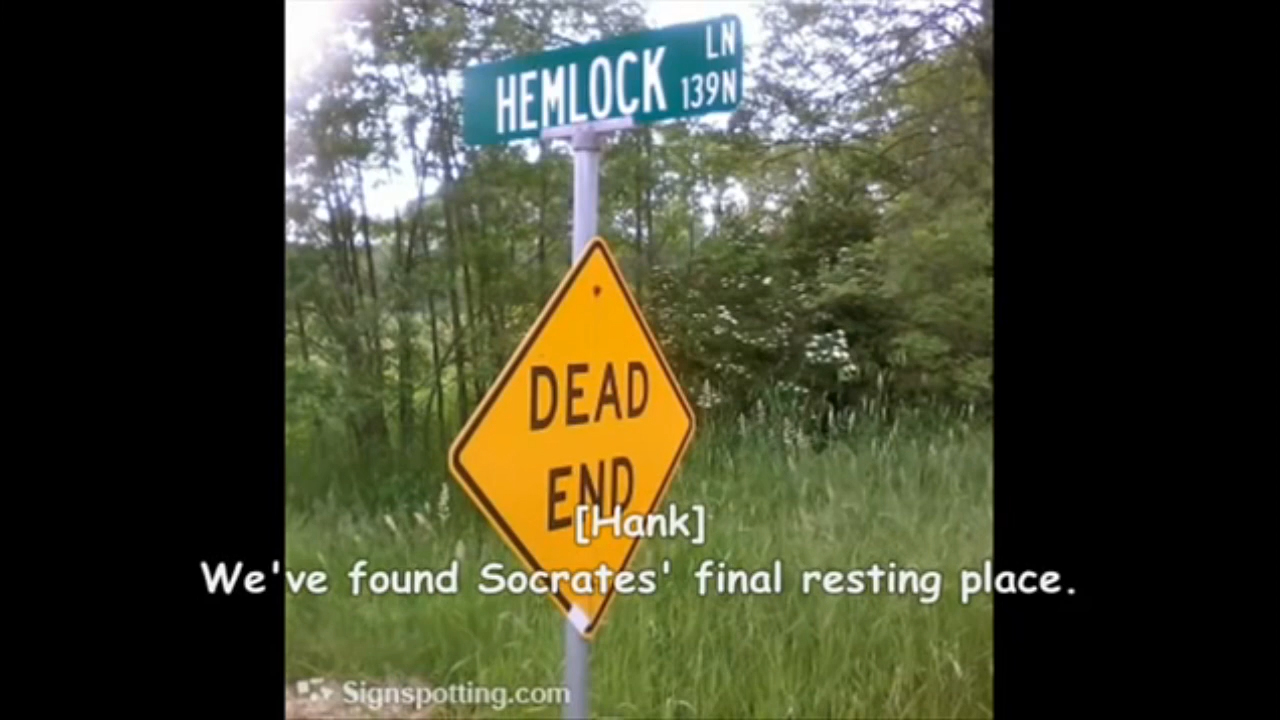 HEMLOCK LN
139N
DEAD
END
[Hank]
We've found Socrates' final resting place.
Signspotting.com